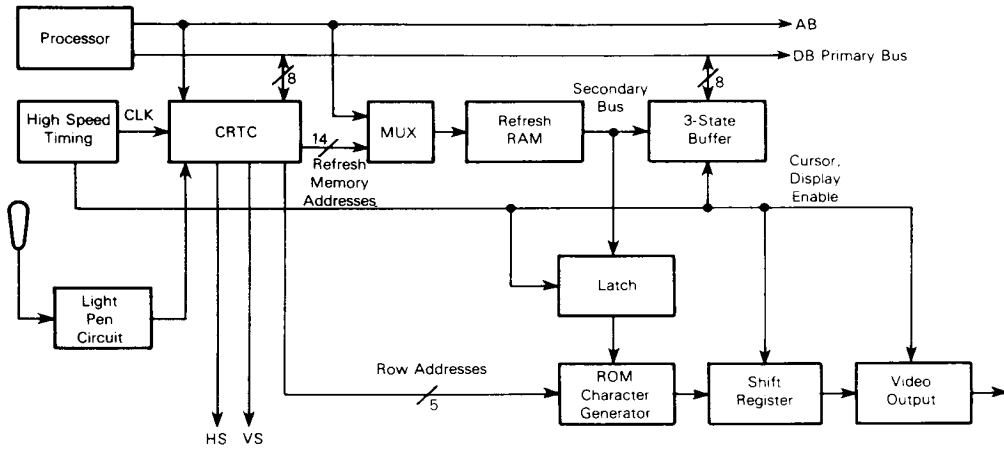 Processor
AB
DB Primary Bus
8
8
High Speed
Timing
CLK
CRTC
14
Refresh
Memory
Addresses
MUX
Refresh
RAM
Secondary
Bus
3-State
Buffer
Cursor,
Display
Enable
Latch
Light
Pen
Circuit
Row Addresses
5
ROM
Character
Generator
Shift
Register
Video
Output
HS
VS